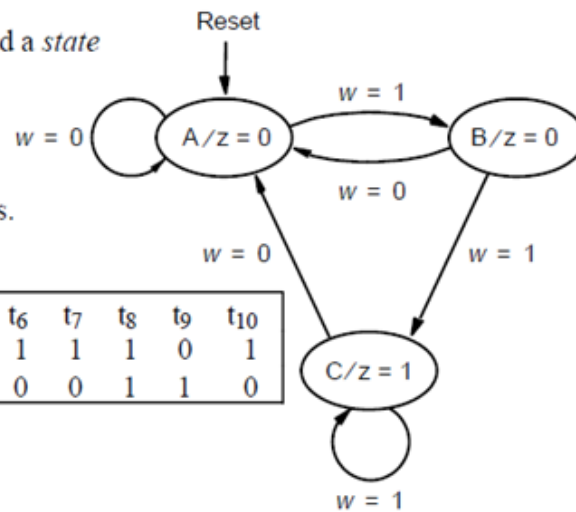 Reset
d a state
w = 1
w = 0
A/z = 0
B/z = 0
w = 0
s.
w = 0
w = 1
t6 t7 t8 t9 t10
1 1 1 0 1
0 0 1 1 0
C/z = 1
w = 1